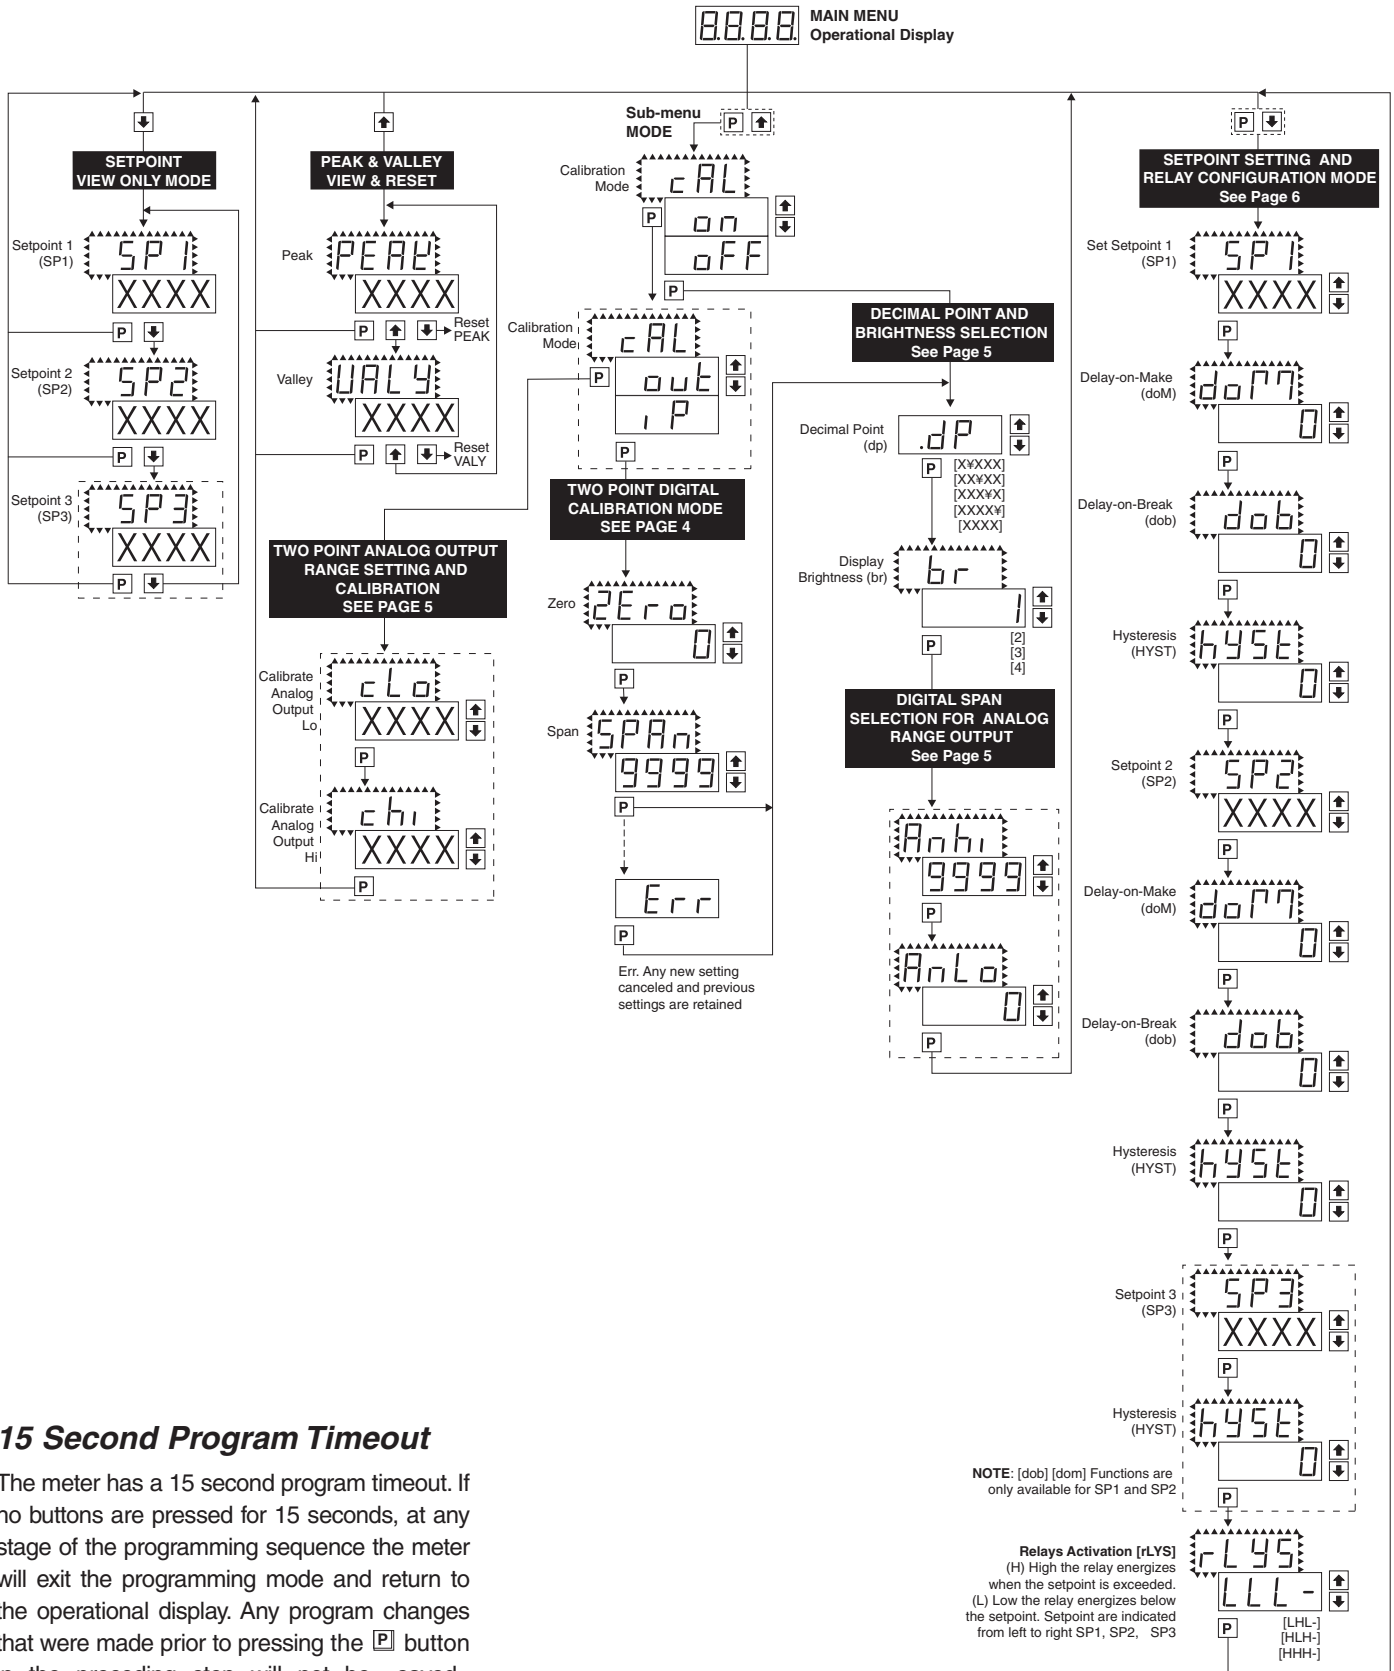 8.8.8.8.
MAIN MENU
Operational Display
SETPOINT
VIEW ONLY MODE
Setpoint 1
(SP1)
SP1
XXXX
P
Setpoint 2
(SP2)
SP2
XXXX
P
Setpoint 3
(SP3)
SP3
XXXX
P
PEAK & VALLEY
VIEW & RESET
Peak
PEAK
XXXX
P
Reset
PEAK
Valley
VALY
XXXX
P
Reset
VALY
TWO POINT ANALOG OUTPUT
RANGE SETTING AND
CALIBRATION
SEE PAGE 5
Calibrate
Analog
Output
Lo
cLo
XXXX
P
Calibrate
Analog
Output
Hi
chi
XXXX
P
Sub-menu
MODE
P
Calibration
Mode
cAL
P
on
oFF
P
Calibration
Mode
cAL
P
out
iP
P
TWO POINT DIGITAL
CALIBRATION MODE
SEE PAGE 4
Zero
ZEro
0
P
Span
SPAn
9999
P
Err
P
Err. Any new setting
canceled and previous
settings are retained
DECIMAL POINT AND
BRIGHTNESS SELECTION
See Page 5
Decimal Point
(dp)
.dP
P
[X¥XXX]
[XX¥XX]
[XXX¥X]
[XXXX¥]
[XXXX]
Display
Brightness (br)
br
1
P
[2]
[3]
[4]
DIGITAL SPAN
SELECTION FOR ANALOG
RANGE OUTPUT
See Page 5
Anhi
9999
P
AnLo
0
P
P
SETPOINT SETTING AND
RELAY CONFIGURATION MODE
See Page 6
Set Setpoint 1
(SP1)
SP1
XXXX
P
Delay-on-Make
(doM)
doM
0
P
Delay-on-Break
(dob)
dob
0
P
Hysteresis
(HYST)
hYSt
0
P
Setpoint 2
(SP2)
SP2
XXXX
P
Delay-on-Make
(doM)
doM
0
P
Delay-on-Break
(dob)
dob
0
P
Hysteresis
(HYST)
hYSt
0
P
Setpoint 3
(SP3)
SP3
XXXX
P
Hysteresis
(HYST)
hYSt
0
P
NOTE: [dob] [dom] Functions are
only available for SP1 and SP2
Relays Activation [rLYS]
(H) High the relay energizes
when the setpoint is exceeded.
(L) Low the relay energizes below
the setpoint. Setpoint are indicated
from left to right SP1, SP2, SP3
rLYS
LLL-
P
[LHL-]
[HLH-]
[HHH-]
15 Second Program Timeout
The meter has a 15 second program timeout. If
no buttons are pressed for 15 seconds, at any
stage of the programming sequence the meter
will exit the programming mode and return to
the operational display. Any program changes
that were made prior to pressing the P button